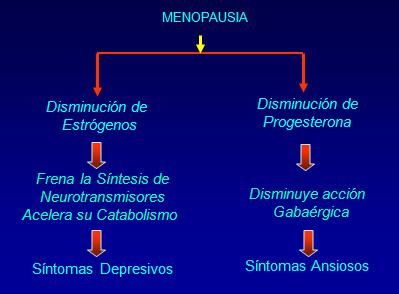 MENOPAUSIA
Disminución de
Estrógenos
Frena la Síntesis de
Neurotransmisores
Acelera su Catabolismo
Síntomas Depresivos
Disminución de
Progesterona
Disminuye acción
Gabaérgica
Síntomas Ansiosos